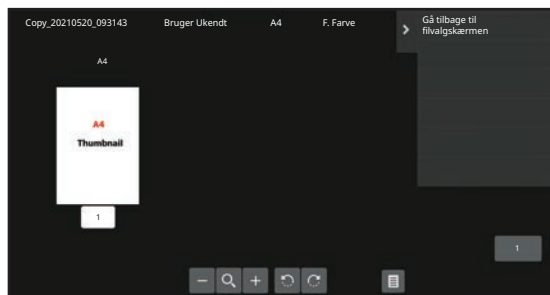 Copy_20210520_093143 Bruger Ukendt A4 F. Farve
Gå tilbage til
filvalgskærmen
A4
A4
Thumbnail
1
1